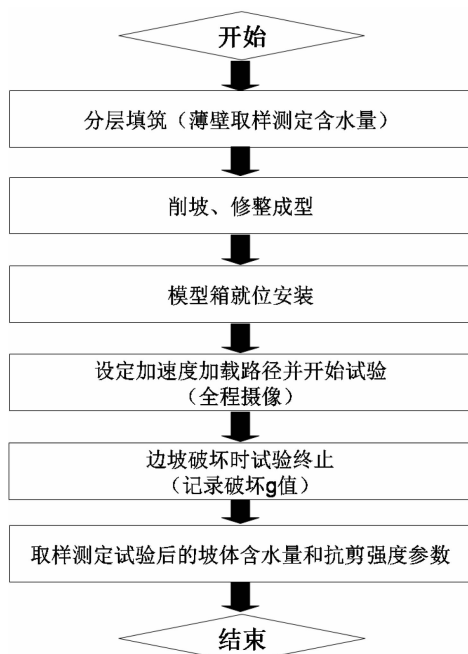 开始
分层填筑（薄壁取样测定含水量）
削坡、修整成型
模型箱就位安装
设定加速度加载路径并开始试验
（全程摄像）
边坡破坏时试验终止
（记录破坏g值）
取样测定试验后的坡体含水量和抗剪强度参数
结束